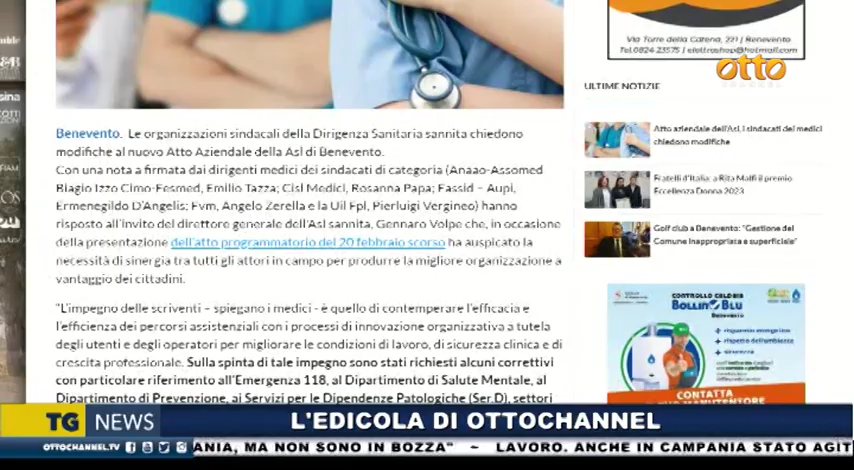 Via Torre della Catena, 221 | Benevento
Tel.0824-23575 | elettroshop@hotmail.com
otto
CHANNEL
ULTIME NOTIZIE
Atto aziendale dell'Asl, i sindacati dei medici
chiedono modifiche
Fratelli d'Italia: a Rita Maffi il premio
Eccellenza Donna 2023
Golf club a Benevento: "Gestione del
Comune inappropriata e superficiale"
Benevento. Le organizzazioni sindacali della Dirigenza Sanitaria sannita chiedono
modifiche al nuovo Atto Aziendale della Asl di Benevento.
Con una nota a firmata dai dirigenti medici dei sindacati di categoria (Anaao-Assomed
Biagio Izzo Cimo-Fesmed, Emilio Tazza; Cisl Medici, Rosanna Papa; Fassid – Aupi,
Ermenegildo D'Angelis; Fvm, Angelo Zerella e la Uil Fpl, Pierluigi Vergineo) hanno
risposto all'invito del direttore generale dell'Asl sannita, Gennaro Volpe che, in occasione
della presentazione dell'atto programmatorio del 20 febbraio scorso ha auspicato la
necessità di sinergia tra tutti gli attori in campo per produrre la migliore organizzazione a
vantaggio dei cittadini.
"L'impegno delle scriventi – spiegano i medici - è quello di contemperare l'efficacia e
l'efficienza dei percorsi assistenziali con i processi di innovazione organizzativa a tutela
degli utenti e degli operatori per migliorare le condizioni di lavoro, di sicurezza clinica e di
crescita professionale. Sulla spinta di tale impegno sono stati richiesti alcuni correttivi
con particolare riferimento all'Emergenza 118, al Dipartimento di Salute Mentale, al
Dipartimento di Prevenzione, ai Servizi per le Dipendenze Patologiche (Ser.D), settori
CONTROLLO CALDAIE
BOLLINO BLU
Benevento
risparmio energetico
rispetto dell'ambiente
sicurezza
CONTATTA
MANUTENTORE
TG NEWS
L'EDICOLA DI OTTOCHANNEL
OTTOCHANNEL.TV
ANIA, MA NON SONO IN BOZZA" ~ LAVORO. ANCHE IN CAMPANIA STATO AGIT